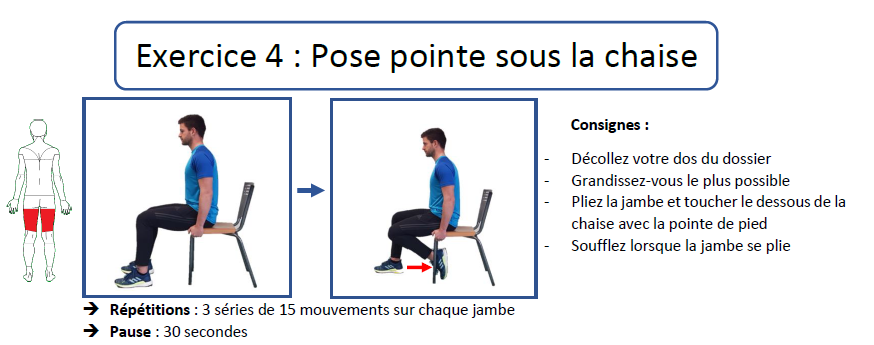 Exercice 4 : Pose pointe sous la chaise
Consignes :
- Décollez votre dos du dossier
- Grandissez-vous le plus possible
- Pliez la jambe et toucher le dessous de la
chaise avec la pointe de pied
- Soufflez lorsque la jambe se plie
➔ Répétitions : 3 séries de 15 mouvements sur chaque jambe
➔ Pause : 30 secondes